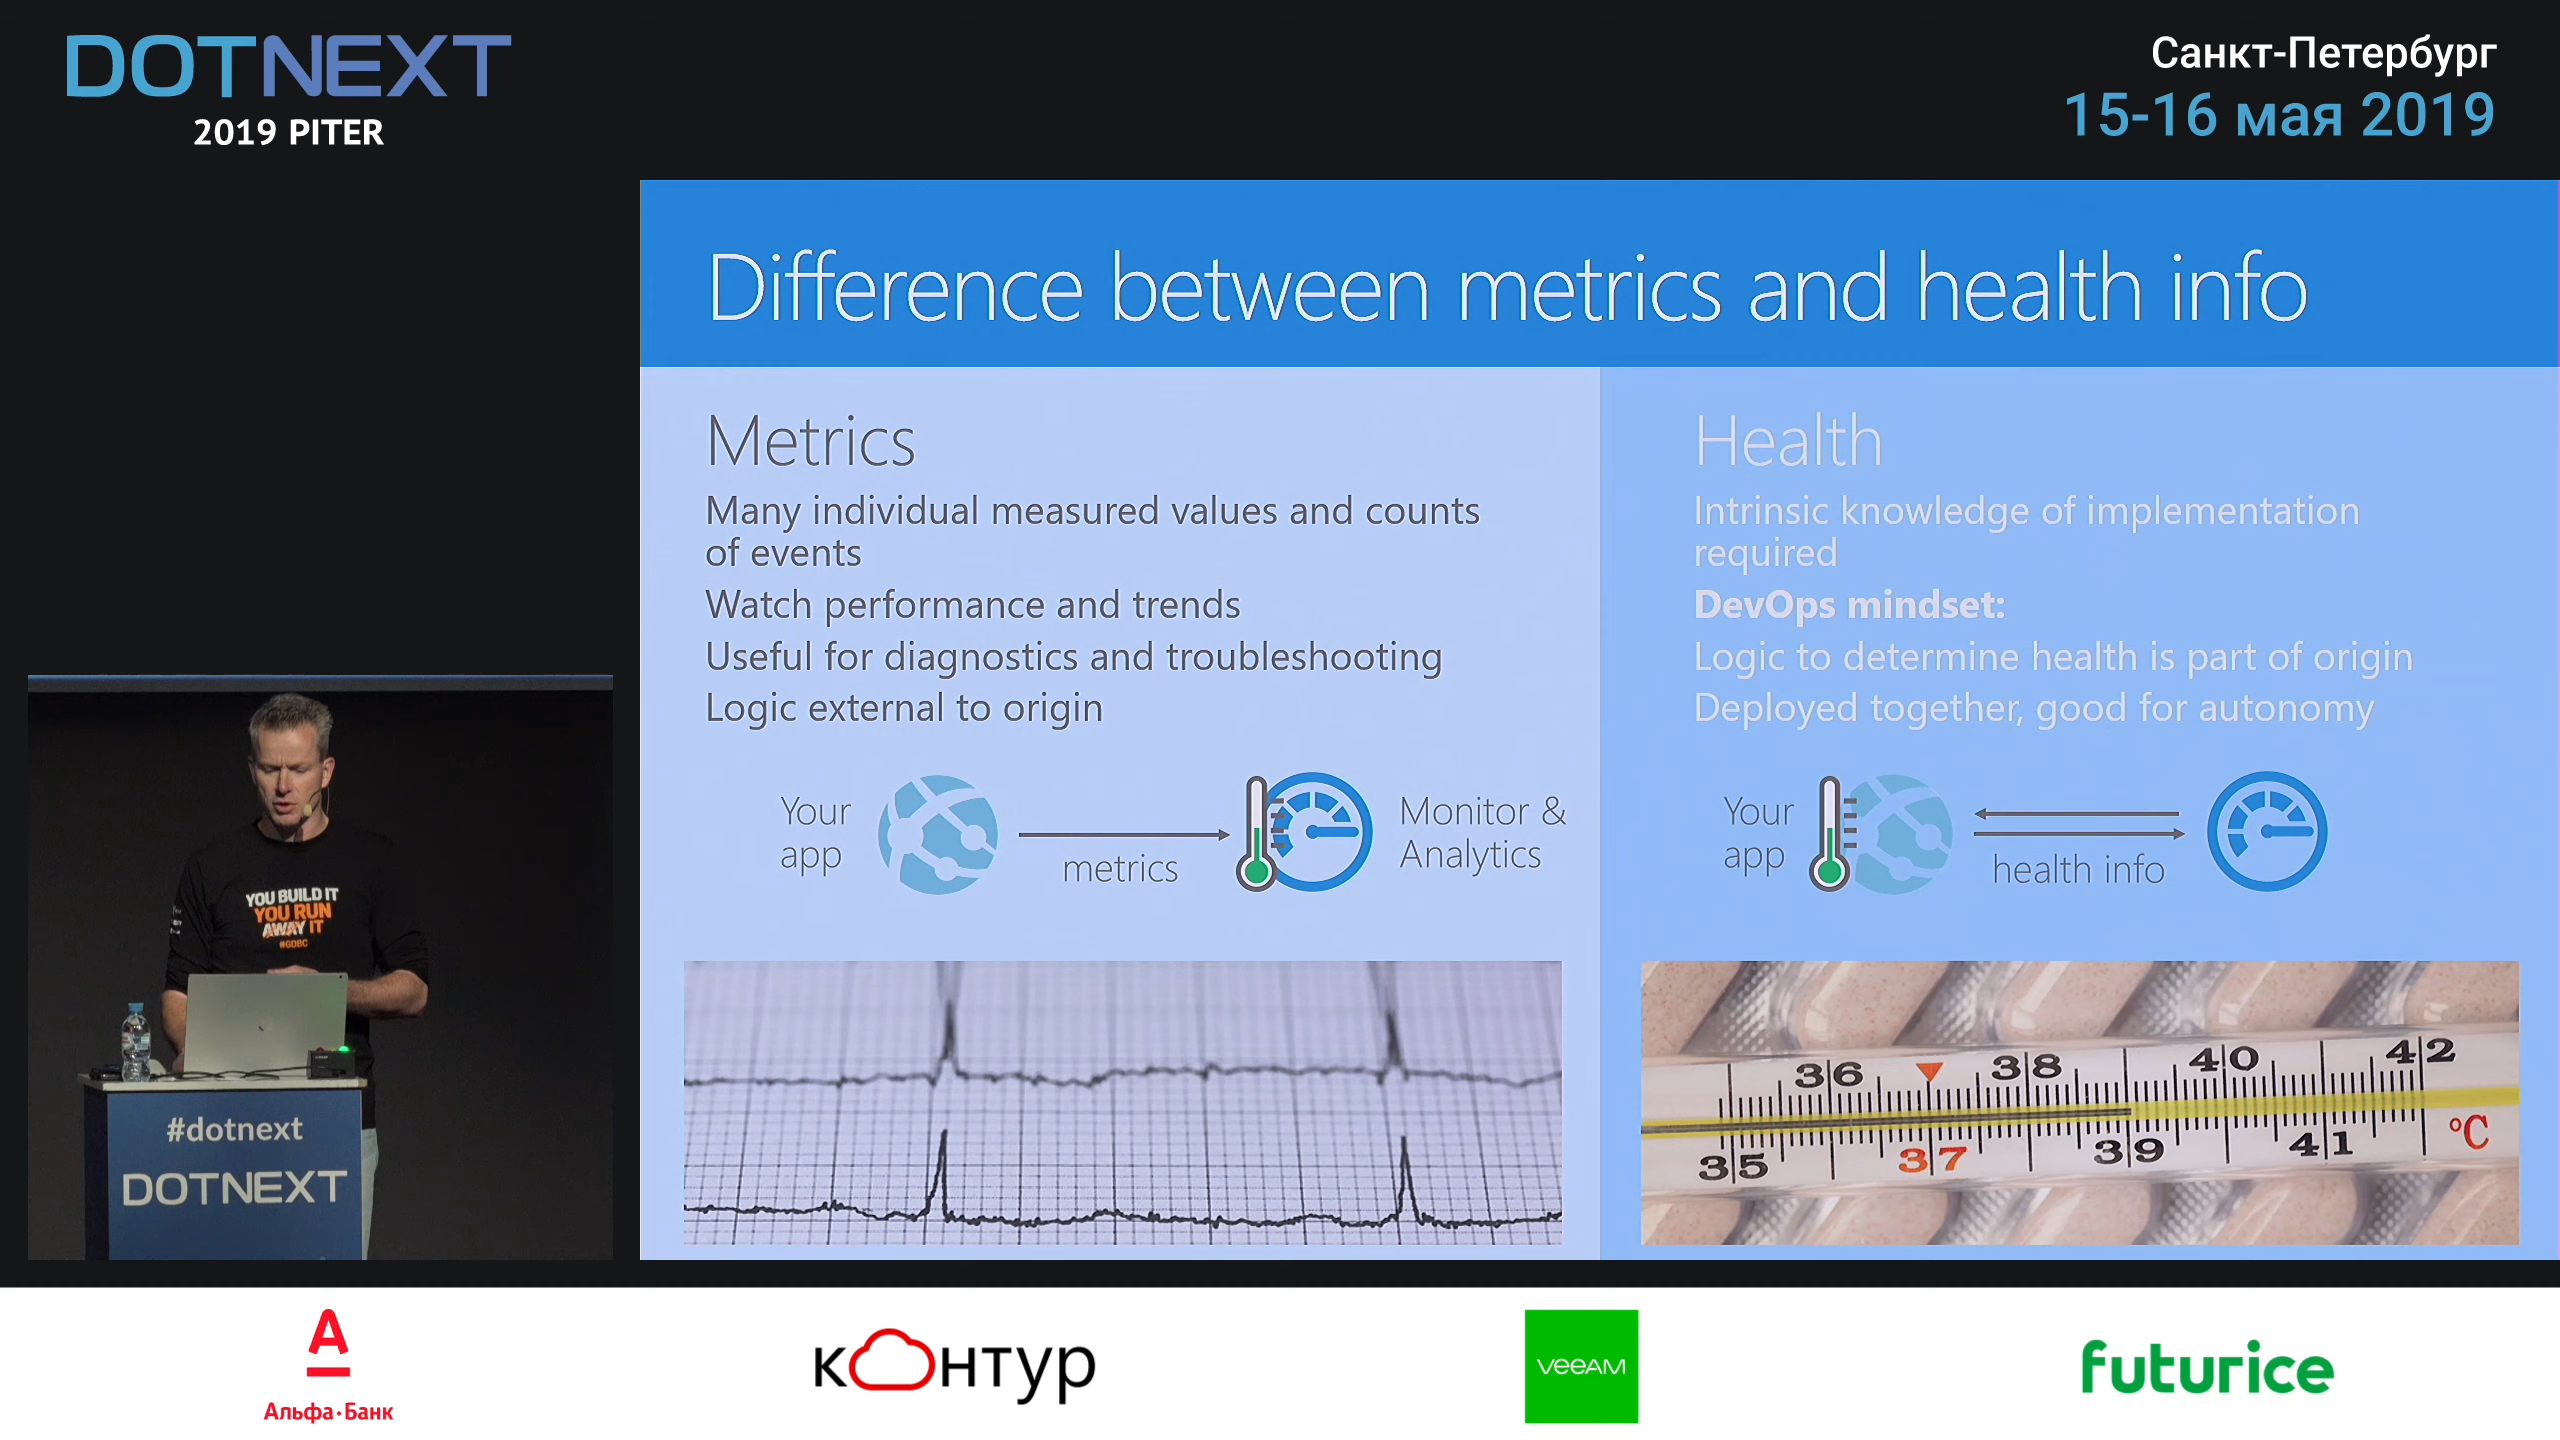 DOTNEXT
2019 PITER
Санкт-Петербург
15-16 мая 2019
Difference between metrics and health info
Metrics
Many individual measured values and counts
of events
Watch performance and trends
Useful for diagnostics and troubleshooting
Logic external to origin
Your
app
metrics
Monitor &
Analytics
Health
Intrinsic knowledge of implementation
required
DevOps mindset:
Logic to determine health is part of origin
Deployed together, good for autonomy
Your
app
health info
36 38 40 42
35 37 39 41 °C
YOU BUILD IT
YOU RUN
AWAY IT
#GDBC
#dotnext
DOTNEXT
А
Альфа·Банк
контур
veeAM
futurice